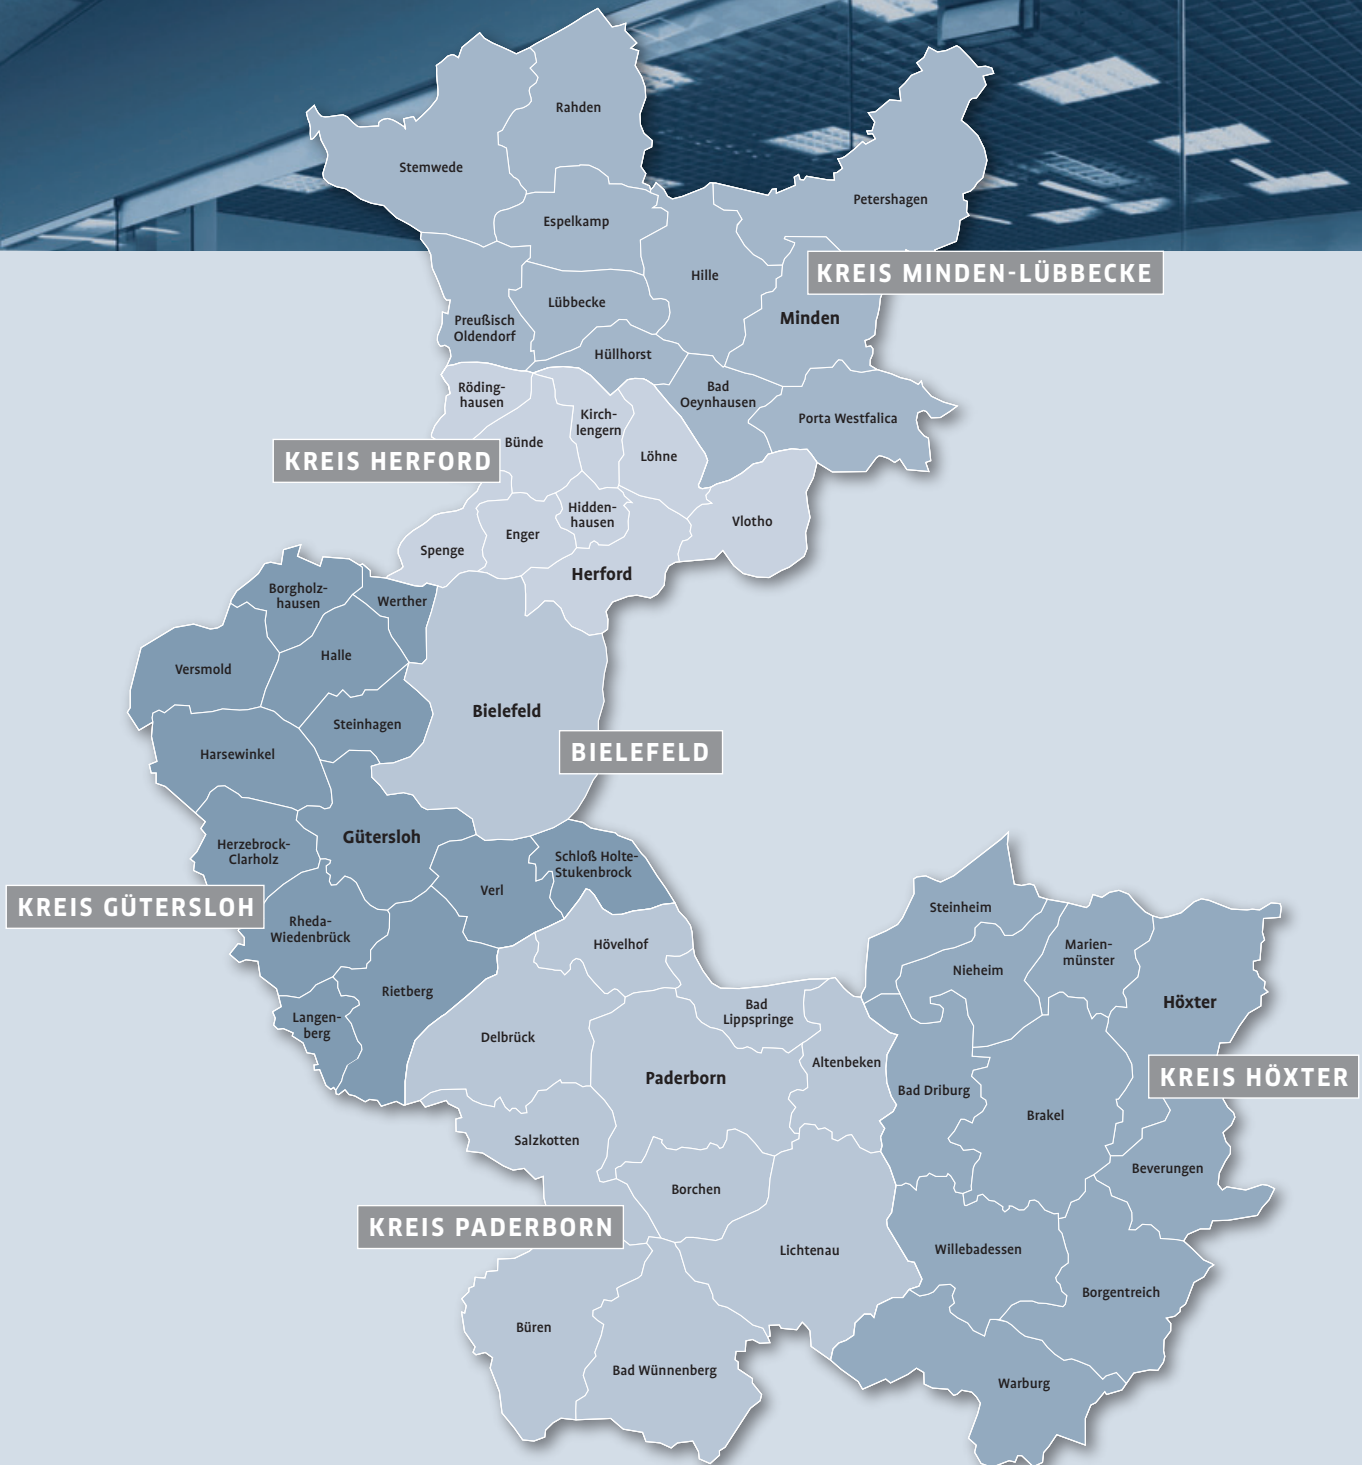 Rahden
Stemwede
Petershagen
Espelkamp
KREIS MINDEN-LÜBBECKE
Hille
Lübbecke
Minden
Preußisch
Oldendorf
Hüllhorst
Bad
Oeynhausen
Röding-
hausen
Kirch-
lengern
Porta Westfalica
Bünde
KREIS HERFORD
Löhne
Hidden-
hausen
Vlotho
Enger
Spenge
Herford
Borgholz-
hausen
Werther
Halle
Versmold
Bielefeld
Steinhagen
BIELEFELD
Harsewinkel
Gütersloh
Herzebrock-
Clarholz
Schloß Holte-
Stukenbrock
Verl
KREIS GÜTERSLOH
Steinheim
Rheda-
Wiedenbrück
Hövelhof
Marien-
münster
Nieheim
Rietberg
Höxter
Bad
Lippspringe
Langen-
berg
Delbrück
Altenbeken
Paderborn
KREIS HÖXTER
Bad Driburg
Brakel
Salzkotten
Beverungen
Borchen
KREIS PADERBORN
Lichtenau
Willebadessen
Borgentreich
Büren
Bad Wünnenberg
Warburg